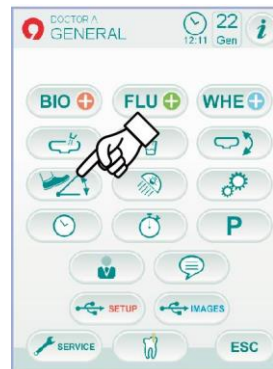 DOCTOR A
GENERAL
12:11
22
Gen
i
BIO
FLU
WHE
P
SETUP
IMAGES
SERVICE
ESC